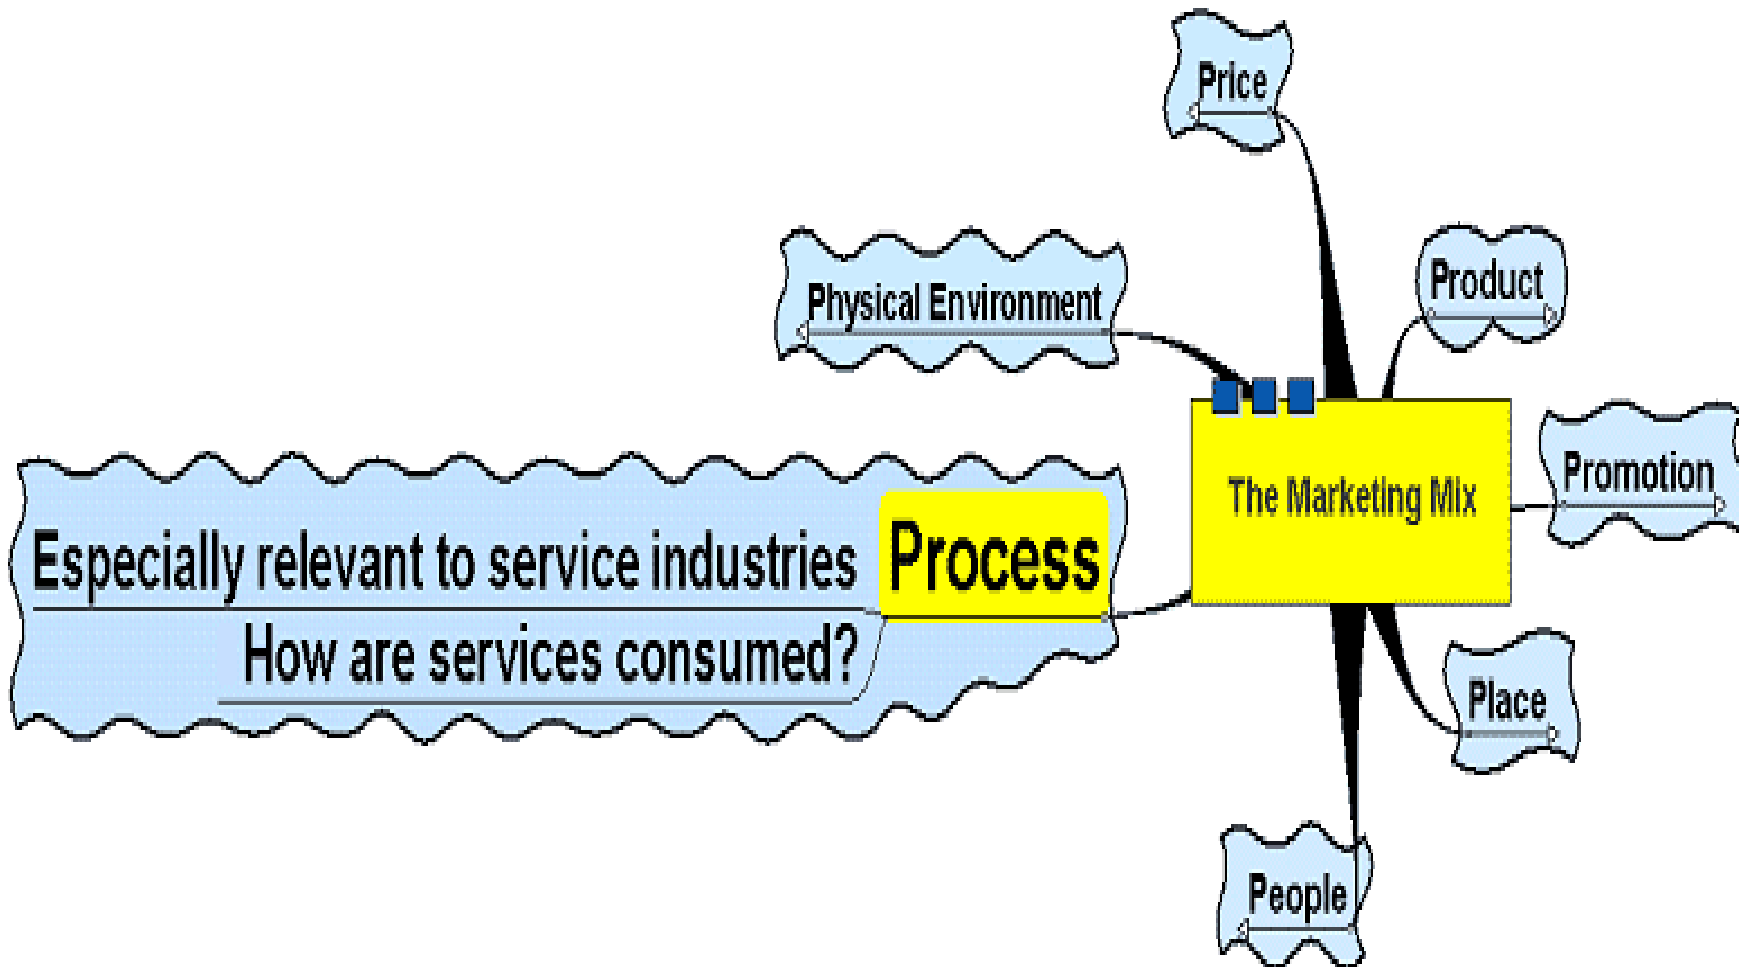 Price
Product
Physical Environment
Promotion
The Marketing Mix
Especially relevant to service industries
Process
How are services consumed?
Place
People